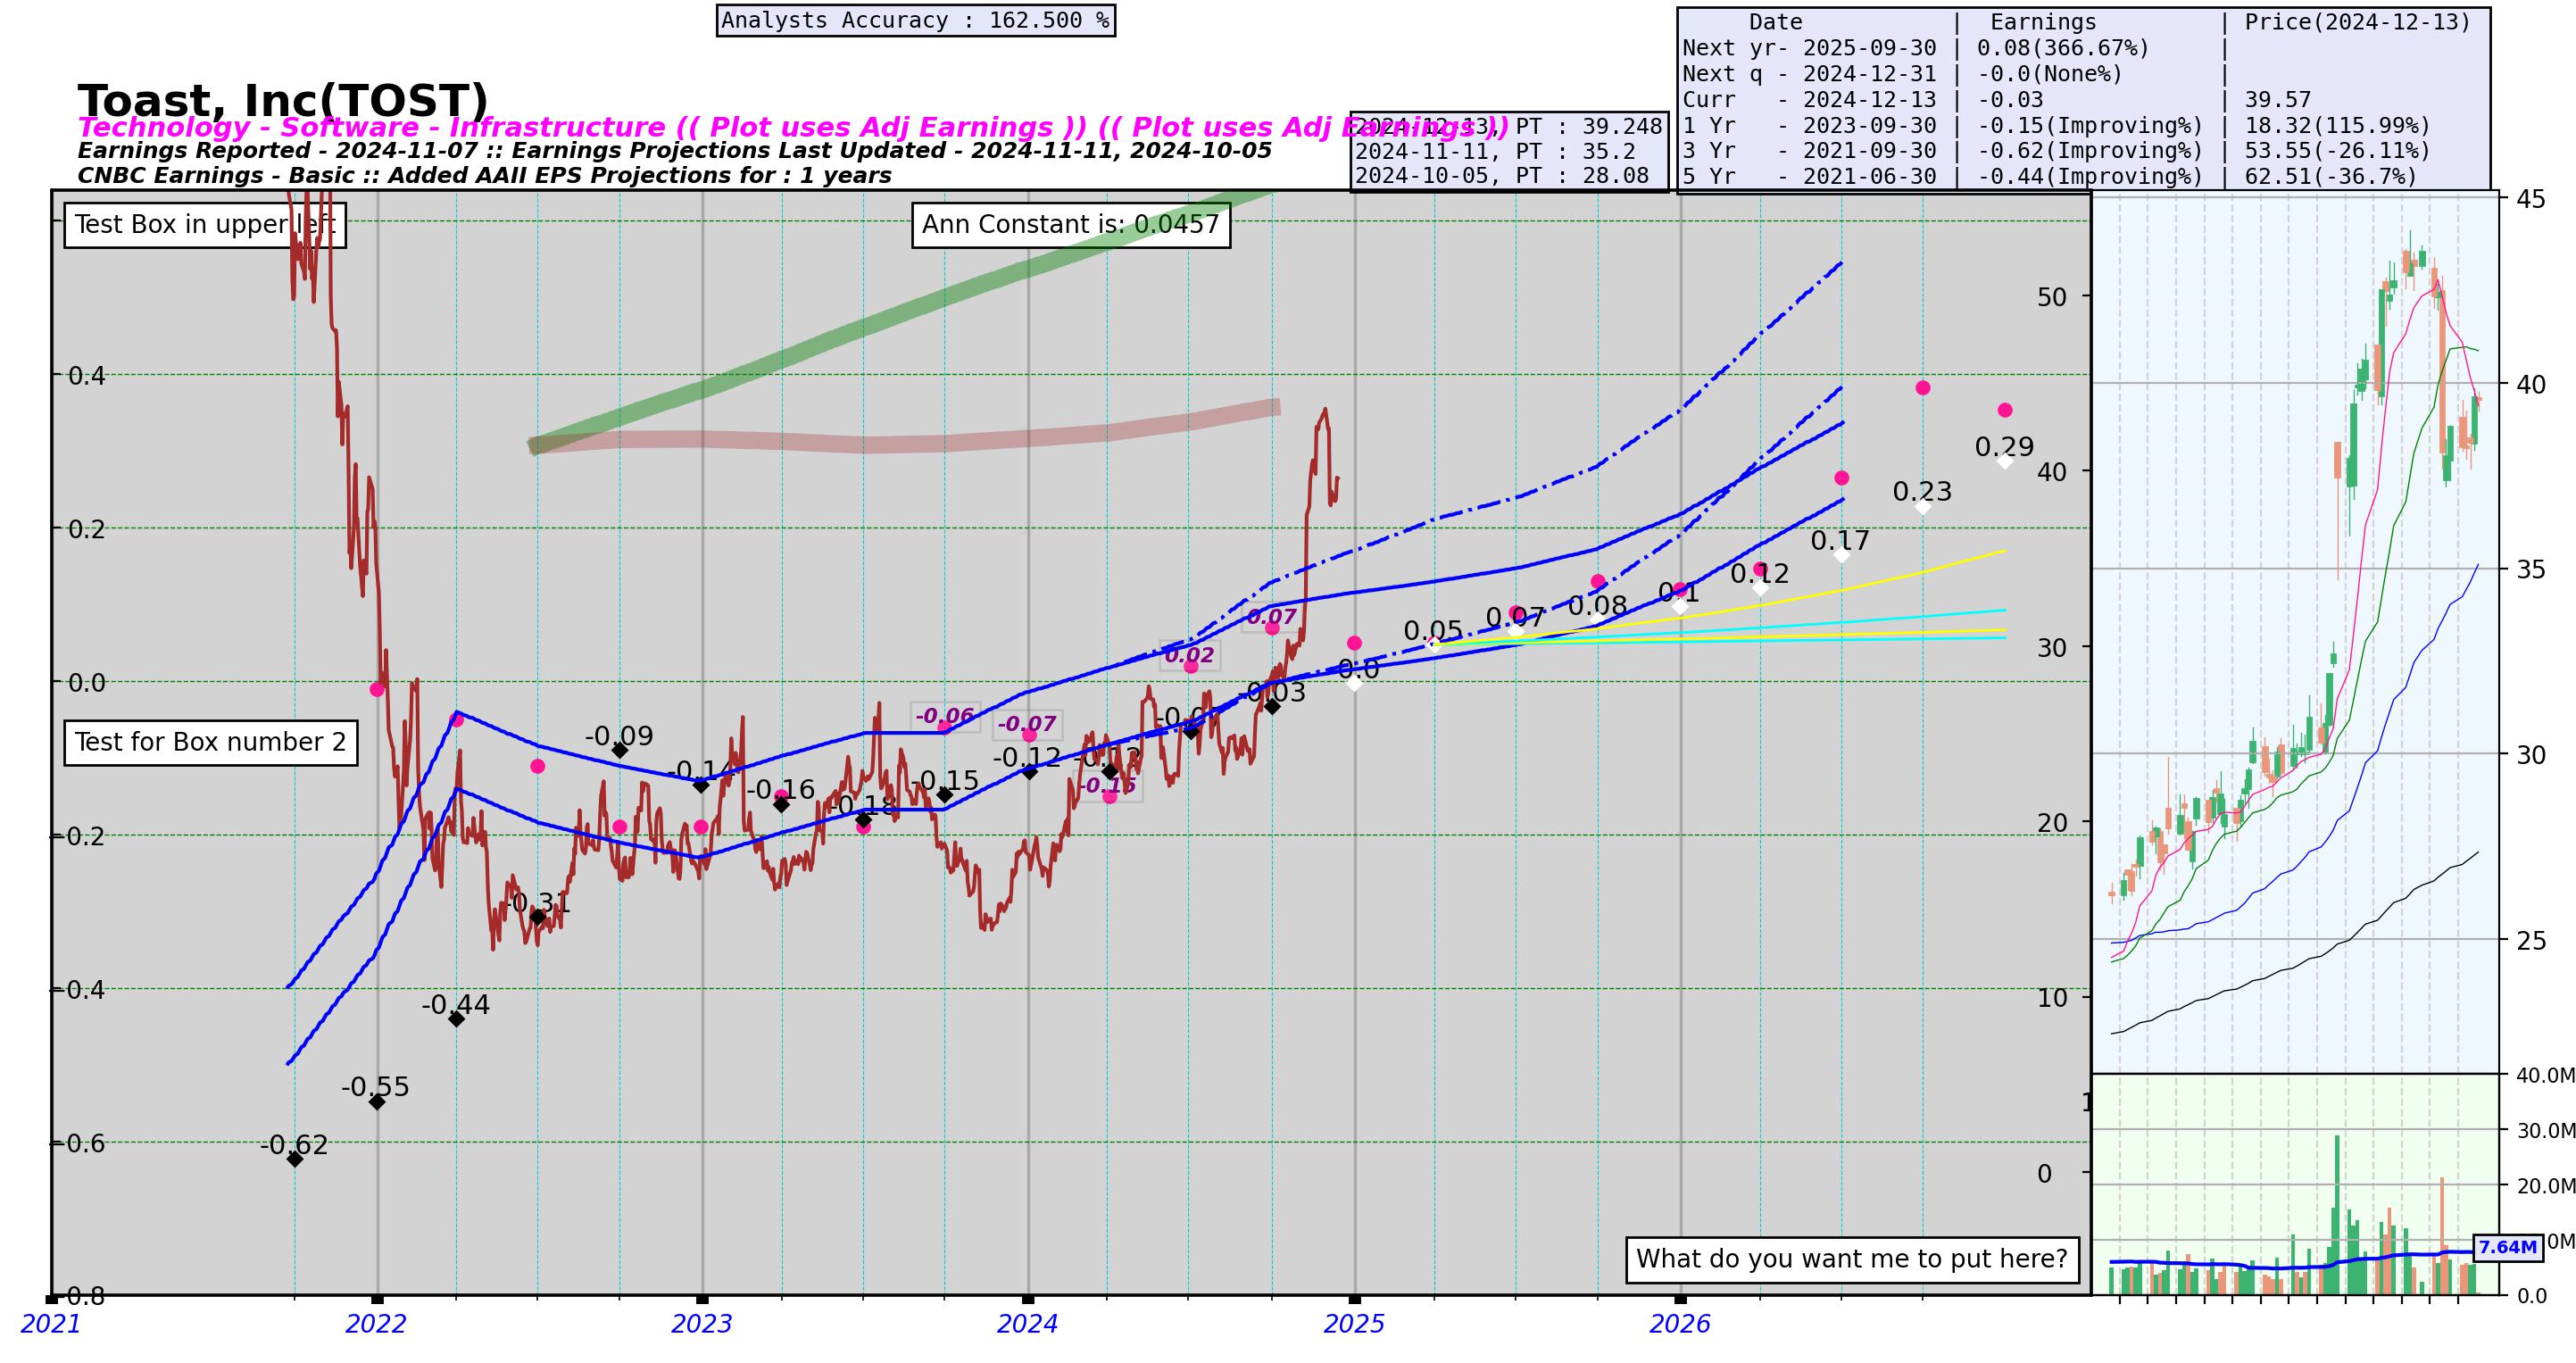 Analysts Accuracy : 162.500 %
Date | Earnings | Price(2024-12-13)
Next yr- 2025-09-30 | 0.08(366.67%) |
Next q - 2024-12-31 | -0.0(None%) |
Curr - 2024-12-13 | -0.03 | 39.57
1 Yr - 2023-09-30 | -0.15(Improving%) | 18.32(115.99%)
3 Yr - 2021-09-30 | -0.62(Improving%) | 53.55(-26.11%)
5 Yr - 2021-06-30 | -0.44(Improving%) | 62.51(-36.7%)
Toast, Inc(TOST)
Technology - Software - Infrastructure (( Plot uses Adj Earnings )) (( Plot uses Adj Earnings ))
Earnings Reported - 2024-11-07 :: Earnings Projections Last Updated - 2024-11-11, 2024-10-05
CNBC Earnings - Basic :: Added AAII EPS Projections for : 1 years
2024-12-13, PT : 39.248
2024-11-11, PT : 35.2
2024-10-05, PT : 28.08
Test Box in upper left
Ann Constant is: 0.0457
Test for Box number 2
What do you want me to put here?
0.4
0.2
0.0
-0.2
-0.4
-0.6
-0.8
-0.62
-0.55
-0.44
-0.31
-0.09
-0.14
-0.16
-0.18
-0.15
-0.12
-0.12
-0.03
0.0
0.05
0.07
0.08
0.1
0.12
0.17
0.23
0.29
-0.06
-0.07
-0.15
0.02
0.07
50
40
30
20
10
0
45
40
35
30
25
40.0M
30.0M
20.0M
7.64M
0.0
2021
2022
2023
2024
2025
2026